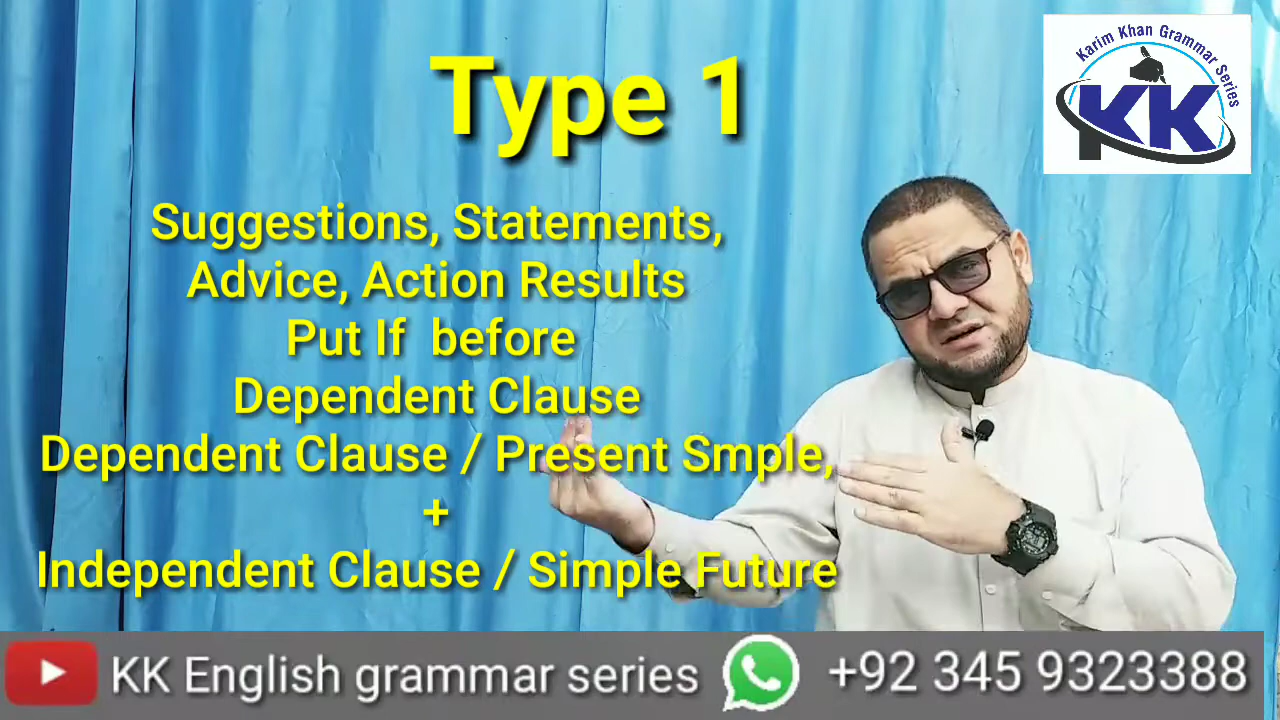 Type 1
Karim Khan Grammar Series
KK
Suggestions, Statements,
Advice, Action Results
Put If before
Dependent Clause
Dependent Clause / Present Smple,
+
Independent Clause / Simple Future
KK English grammar series
+92 345 9323388